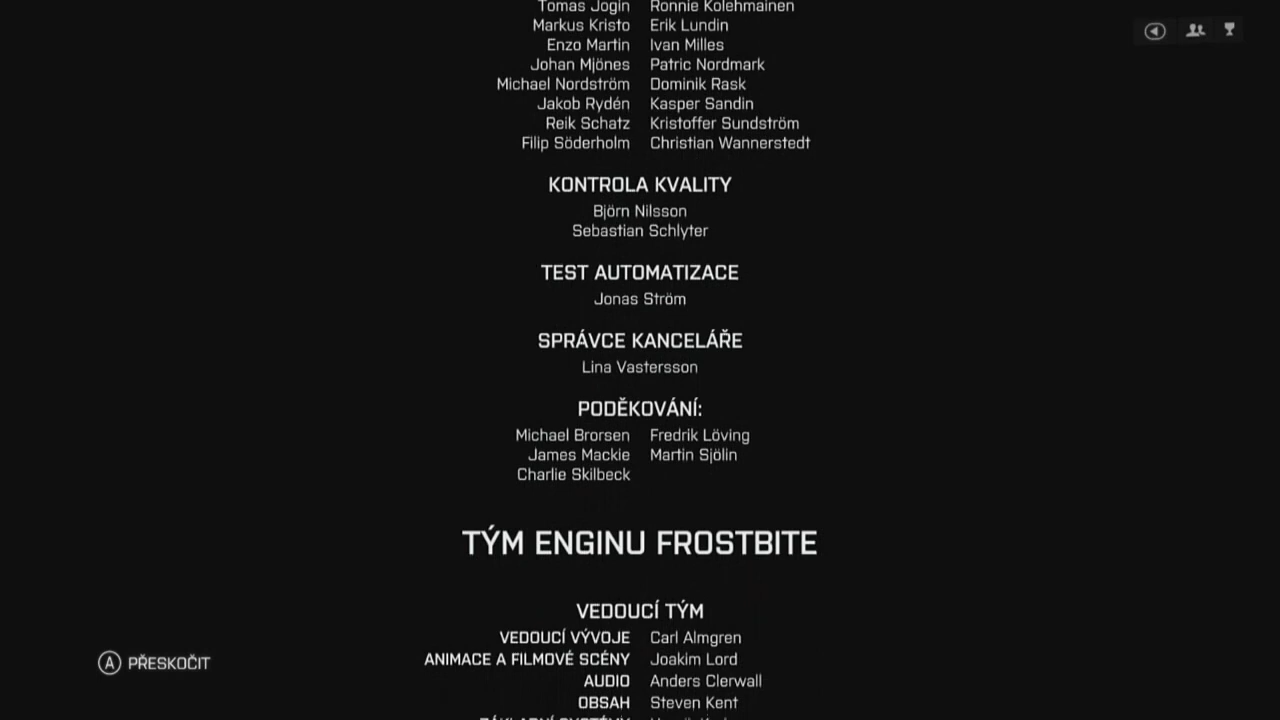 Tomas Jogin Ronnie Kolehmainen
Markus Kristo Erik Lundin
Enzo Martin Ivan Milles
Johan Mjönes Patric Nordmark
Michael Nordström Dominik Rask
Jakob Rydén Kasper Sandin
Reik Schatz Kristoffer Sundström
Filip Söderholm Christian Wannerstedt
KONTROLA KVALITY
Björn Nilsson
Sebastian Schlyter
TEST AUTOMATIZACE
Jonas Ström
SPRÁVCE KANCELÁŘE
Lina Vastersson
PODĚKOVÁNÍ:
Michael Brorsen Fredrik Löving
James Mackie Martin Sjölin
Charlie Skilbeck
TÝM ENGINU FROSTBITE
VEDOUCÍ TÝM
VEDOUCÍ VÝVOJE Carl Almgren
ANIMACE A FILMOVÉ SCÉNY Joakim Lord
AUDIO Anders Clerwall
OBSAH Steven Kent
A PŘESKOČIT